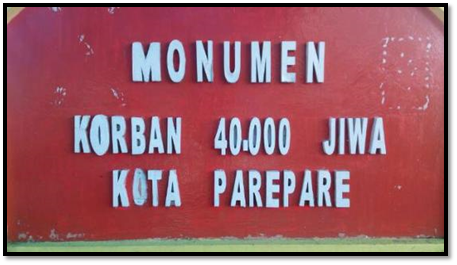 MONUMEN
KORBAN 40.000 JIWA
KOTA PAREPARE